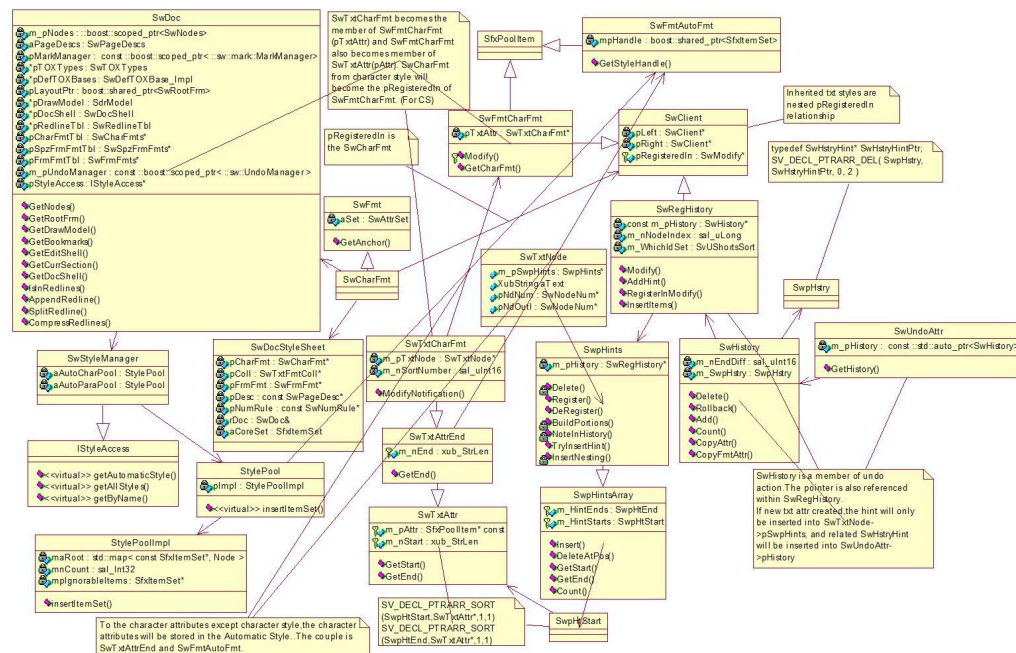 SwDoc
m_pNodes : ::boost::scoped_ptr<SwNodes>
aPageDescs : SwPageDescs
pMarkManager : const ::boost::scoped_ptr< ::sw::mark::MarkManager>
*pTOXTypes : SwTOXTypes
*pDefTOXBases : SwDefTOXBase_Impl
pLayoutPtr : boost::shared_ptr<SwRootFrm>
*pDrawModel : SdrModel
*pDocShell : SwDocShell
*pRedlineTbl : SwRedlineTbl
pCharFmtTbl : SwCharFmts*
pSpzFrmFmtTbl : SwSpzFrmFmts*
pFrmFmtTbl : SwFrmFmts*
m_pUndoManager : const ::boost::scoped_ptr< ::sw::UndoManager >
pStyleAccess : IStyleAccess*
GetNodes()
GetRootFrm()
GetDrawModel()
GetBookmarks()
GetEditShell()
GetCurSection()
GetDocShell()
IsInRedlines()
AppendRedline()
SplitRedline()
CompressRedlines()
SwTxtCharFmt becomes the
member of SwFmtCharFmt
(pTxtAttr) and SwFmtCharFmt
also becomes member of
SwTxtAttr(pAttr). SwCharFmt
from character style will
become the pRegisteredIn of
SwFmtCharFmt. (For CS)
SfxPoolItem
SwFmtAutoFmt
mpHandle : boost::shared_ptr<SfxItemSet>
GetStyleHandle()
pRegisteredIn is
the SwCharFmt
SwFmtCharFmt
pTxtAttr : SwTxtCharFmt*
Modify()
GetCharFmt()
SwClient
pLeft : SwClient*
pRight : SwClient*
pRegisteredIn : SwModify*
Inherited txt styles are
nested pRegisteredIn
relationship
typedef SwHstryHint* SwHstryHintPtr;
SV_DECL_PTRARR_DEL( SwpHstry,
SwHstryHintPtr, 0, 2 )
SwFmt
aSet : SwAttrSet
GetAnchor()
SwCharFmt
SwTxtNode
m_pSwpHints : SwpHints*
XubString aText
pNdNum : SwNodeNum*
pNdOutl : SwNodeNum*
SwRegHistory
const m_pHistory : SwHistory*
m_nNodeIndex : sal_uLong
m_WhichIdSet : SvUShortsSort
Modify()
AddHint()
RegisterInModify()
InsertItems()
SwpHstry
SwStyleManager
aAutoCharPool : StylePool
aAutoParaPool : StylePool
SwDocStyleSheet
pCharFmt : SwCharFmt*
pColl : SwTxtFmtColl*
pFrmFmt : SwFrmFmt*
pDesc : const SwPageDesc*
pNumRule : const SwNumRule*
rDoc : SwDoc&
aCoreSet : SfxItemSet
SwTxtCharFmt
m_pTxtNode : SwTxtNode*
m_nSortNumber : sal_uInt16
ModifyNotification()
SwpHints
m_pHistory : SwRegHistory*
Delete()
Register()
DeRegister()
BuildPortions()
NoteInHistory()
TryInsertHint()
InsertNesting()
SwHistory
m_nEndDiff : sal_uInt16
m_SwpHstry : SwpHstry
Delete()
Rollback()
Add()
Count()
CopyAttr()
CopyFmtAttr()
SwUndoAttr
m_pHistory : const ::std::auto_ptr<SwHistory>
GetHistory()
IStyleAccess
<<virtual>> getAutomaticStyle()
<<virtual>> getAllStyles()
<<virtual>> getByName()
StylePool
pImpl : StylePoolImpl
<<virtual>> insertItemSet()
SwTxtAttrEnd
m_nEnd : xub_StrLen
GetEnd()
SwHistory is a member of undo
action.The pointer is also referenced
within SwRegHistory.
If new txt attr created,the hint will only
be inserted into SwTxtNode-
>pSwpHints, and related SwHstryHint
will be inserted into SwUndoAttr-
>pHistory
SwpHintsArray
m_HintEnds : SwpHtEnd
m_HintStarts : SwpHtStart
Insert()
DeleteAtPos()
GetStart()
GetEnd()
Count()
SwTxtAttr
m_pAttr : SfxPoolItem* const
m_nStart : xub_StrLen
GetStart()
GetEnd()
StylePoolImpl
maRoot : std::map< const SfxItemSet*, Node >
mnCount : sal_Int32
mpIgnorableItems : SfxItemSet*
insertItemSet()
SV_DECL_PTRARR_SORT
(SwpHtStart,SwTxtAttr*,1,1)
SV_DECL_PTRARR_SORT
(SwpHtEnd,SwTxtAttr*,1,1)
SwpHtStart
To the character attributes except character style,the character
attributes will be stored in the Automatic Style..The couple is
SwTxtAttrEnd and SwFmtAutoFmt.